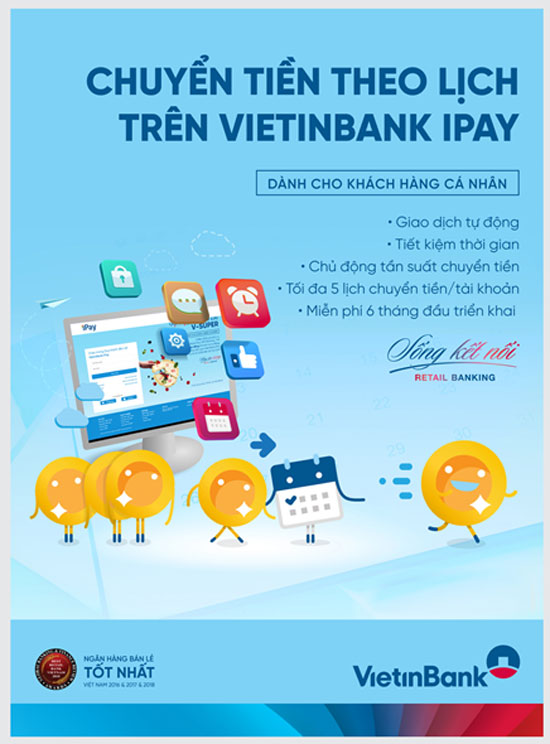 CHUYỂN TIỀN THEO LỊCH
TRÊN VIETINBANK IPAY
DÀNH CHO KHÁCH HÀNG CÁ NHÂN
• Giao dịch tự động
• Tiết kiệm thời gian
• Chủ động tần suất chuyển tiền
• Tối đa 5 lịch chuyển tiền/tài khoản
• Miễn phí 6 tháng đầu triển khai
Sống kết nối
RETAIL BANKING
iPay
V-SUPER
21
29
30
NGÂN HÀNG BÁN LẺ
TỐT NHẤT
VIỆT NAM 2016 & 2017 & 2018
VietinBank